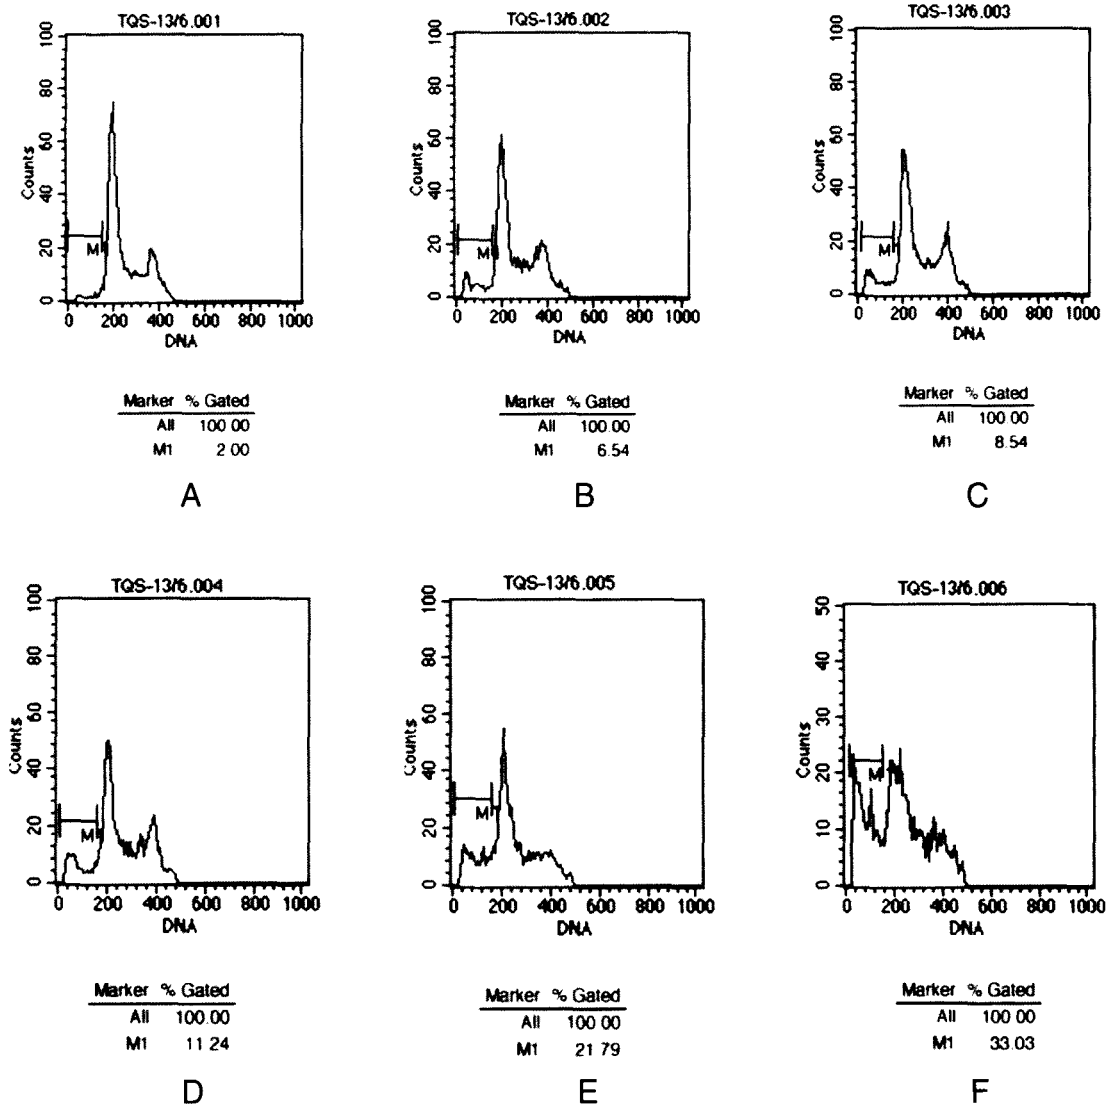 TQS-13/6.001
100
80
60
40
20
0
Counts
M
0 200 400 600 800 1000
DNA
Marker % Gated
All 100 00
M1 2 00
A
TQS-13/6.002
100
80
60
40
20
0
Counts
M
0 200 400 600 800 1000
DNA
Marker % Gated
All 100.00
M1 6.54
B
TQS-13/6.003
100
80
60
40
20
0
Counts
M
0 200 400 600 800 1000
DNA
Marker % Gated
All 100 00
M1 8.54
C
TQS-13/6.004
100
80
60
40
20
0
Counts
M
0 200 400 600 800 1000
DNA
Marker % Gated
All 100.00
M1 11 24
D
TQS-13/6.005
100
80
60
40
20
0
Counts
M
0 200 400 600 800 1000
DNA
Marker % Gated
All 100 00
M1 21 79
E
TQS-13/6.006
50
40
30
20
10
0
Counts
M
0 200 400 600 800 1000
DNA
Marker % Gated
All 100 00
M1 33.03
F